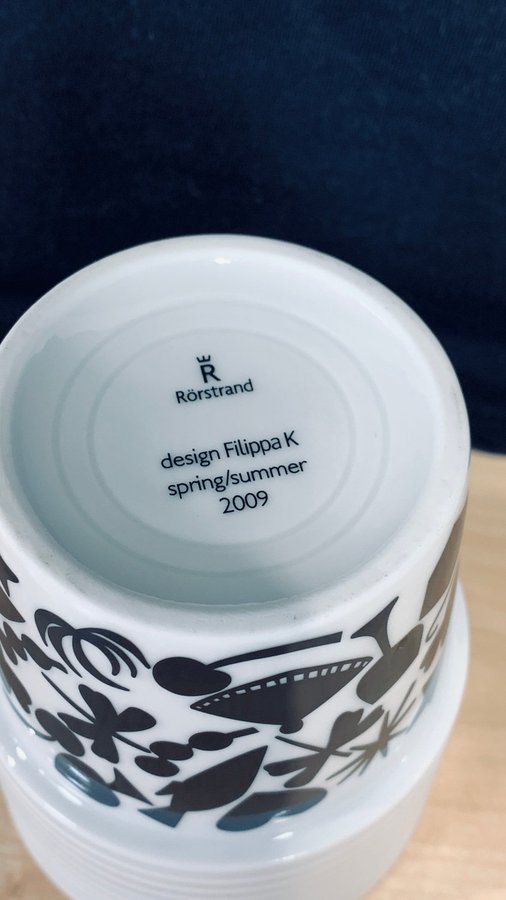 R
Rörstrand
design Filippa K
spring/summer
2009